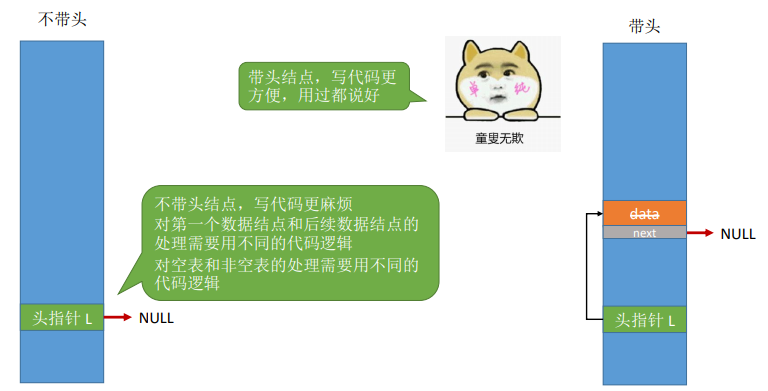 不带头
带头
带头结点，写代码更
方便，用过都说好
单纯
童叟无欺
不带头结点，写代码更麻烦
对第一个数据结点和后续数据结点的
处理需要用不同的代码逻辑
对空表和非空表的处理需要用不同的
代码逻辑
data
next
NULL
头指针 L
NULL
头指针 L